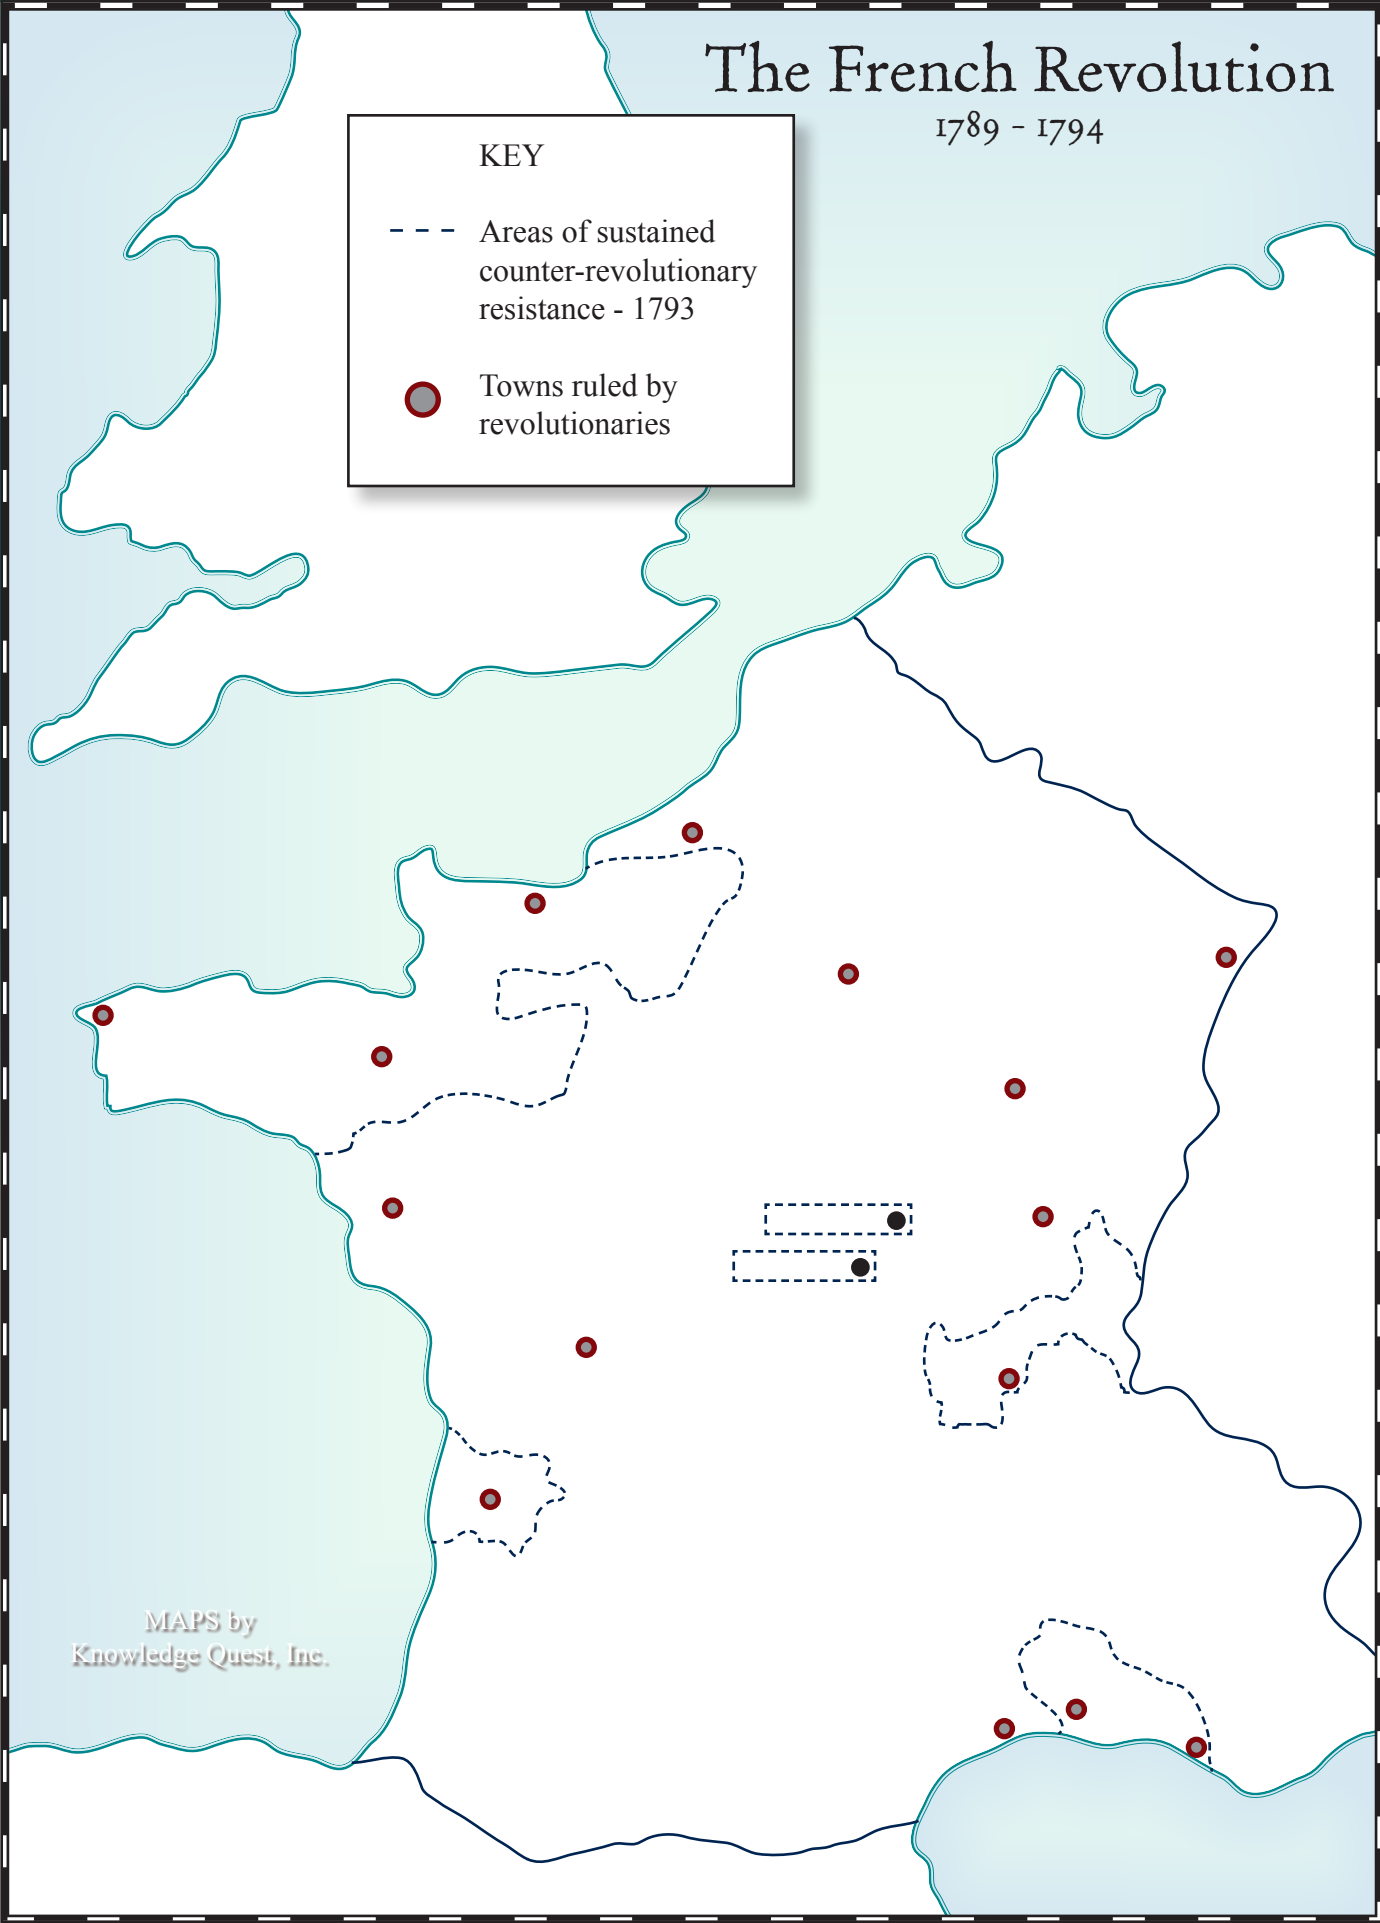 The French Revolution
1789 - 1794
KEY
Areas of sustained
counter-revolutionary
resistance - 1793
Towns ruled by
revolutionaries
MAPS by
Knowledge Quest, Inc.